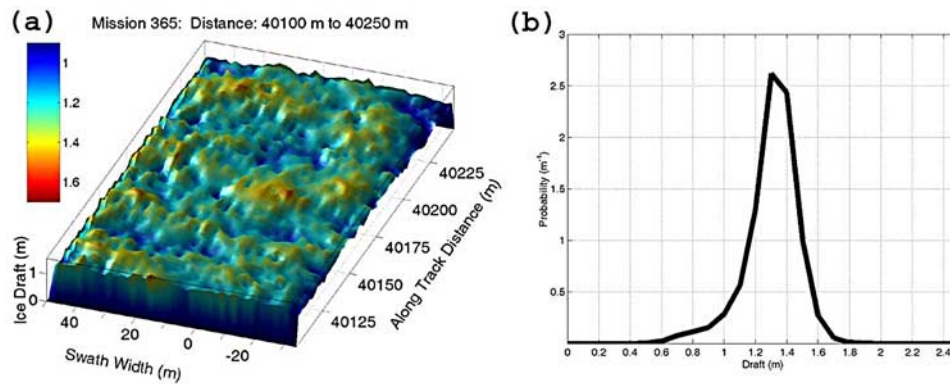 (a) Mission 365: Distance: 40100 m to 40250 m
1
1.2
1.4
1.6
Ice Draft (m)
1
0
40
20
0
-20
Swath Width (m)
40125
40150
40175
40200
40225
Along Track Distance (m)
(b)
3
2.5
2
1.5
1
0.5
Probability (m⁻¹)
0 0.2 0.4 0.6 0.8 1 1.2 1.4 1.6 1.8 2 2.2 2.4
Draft (m)